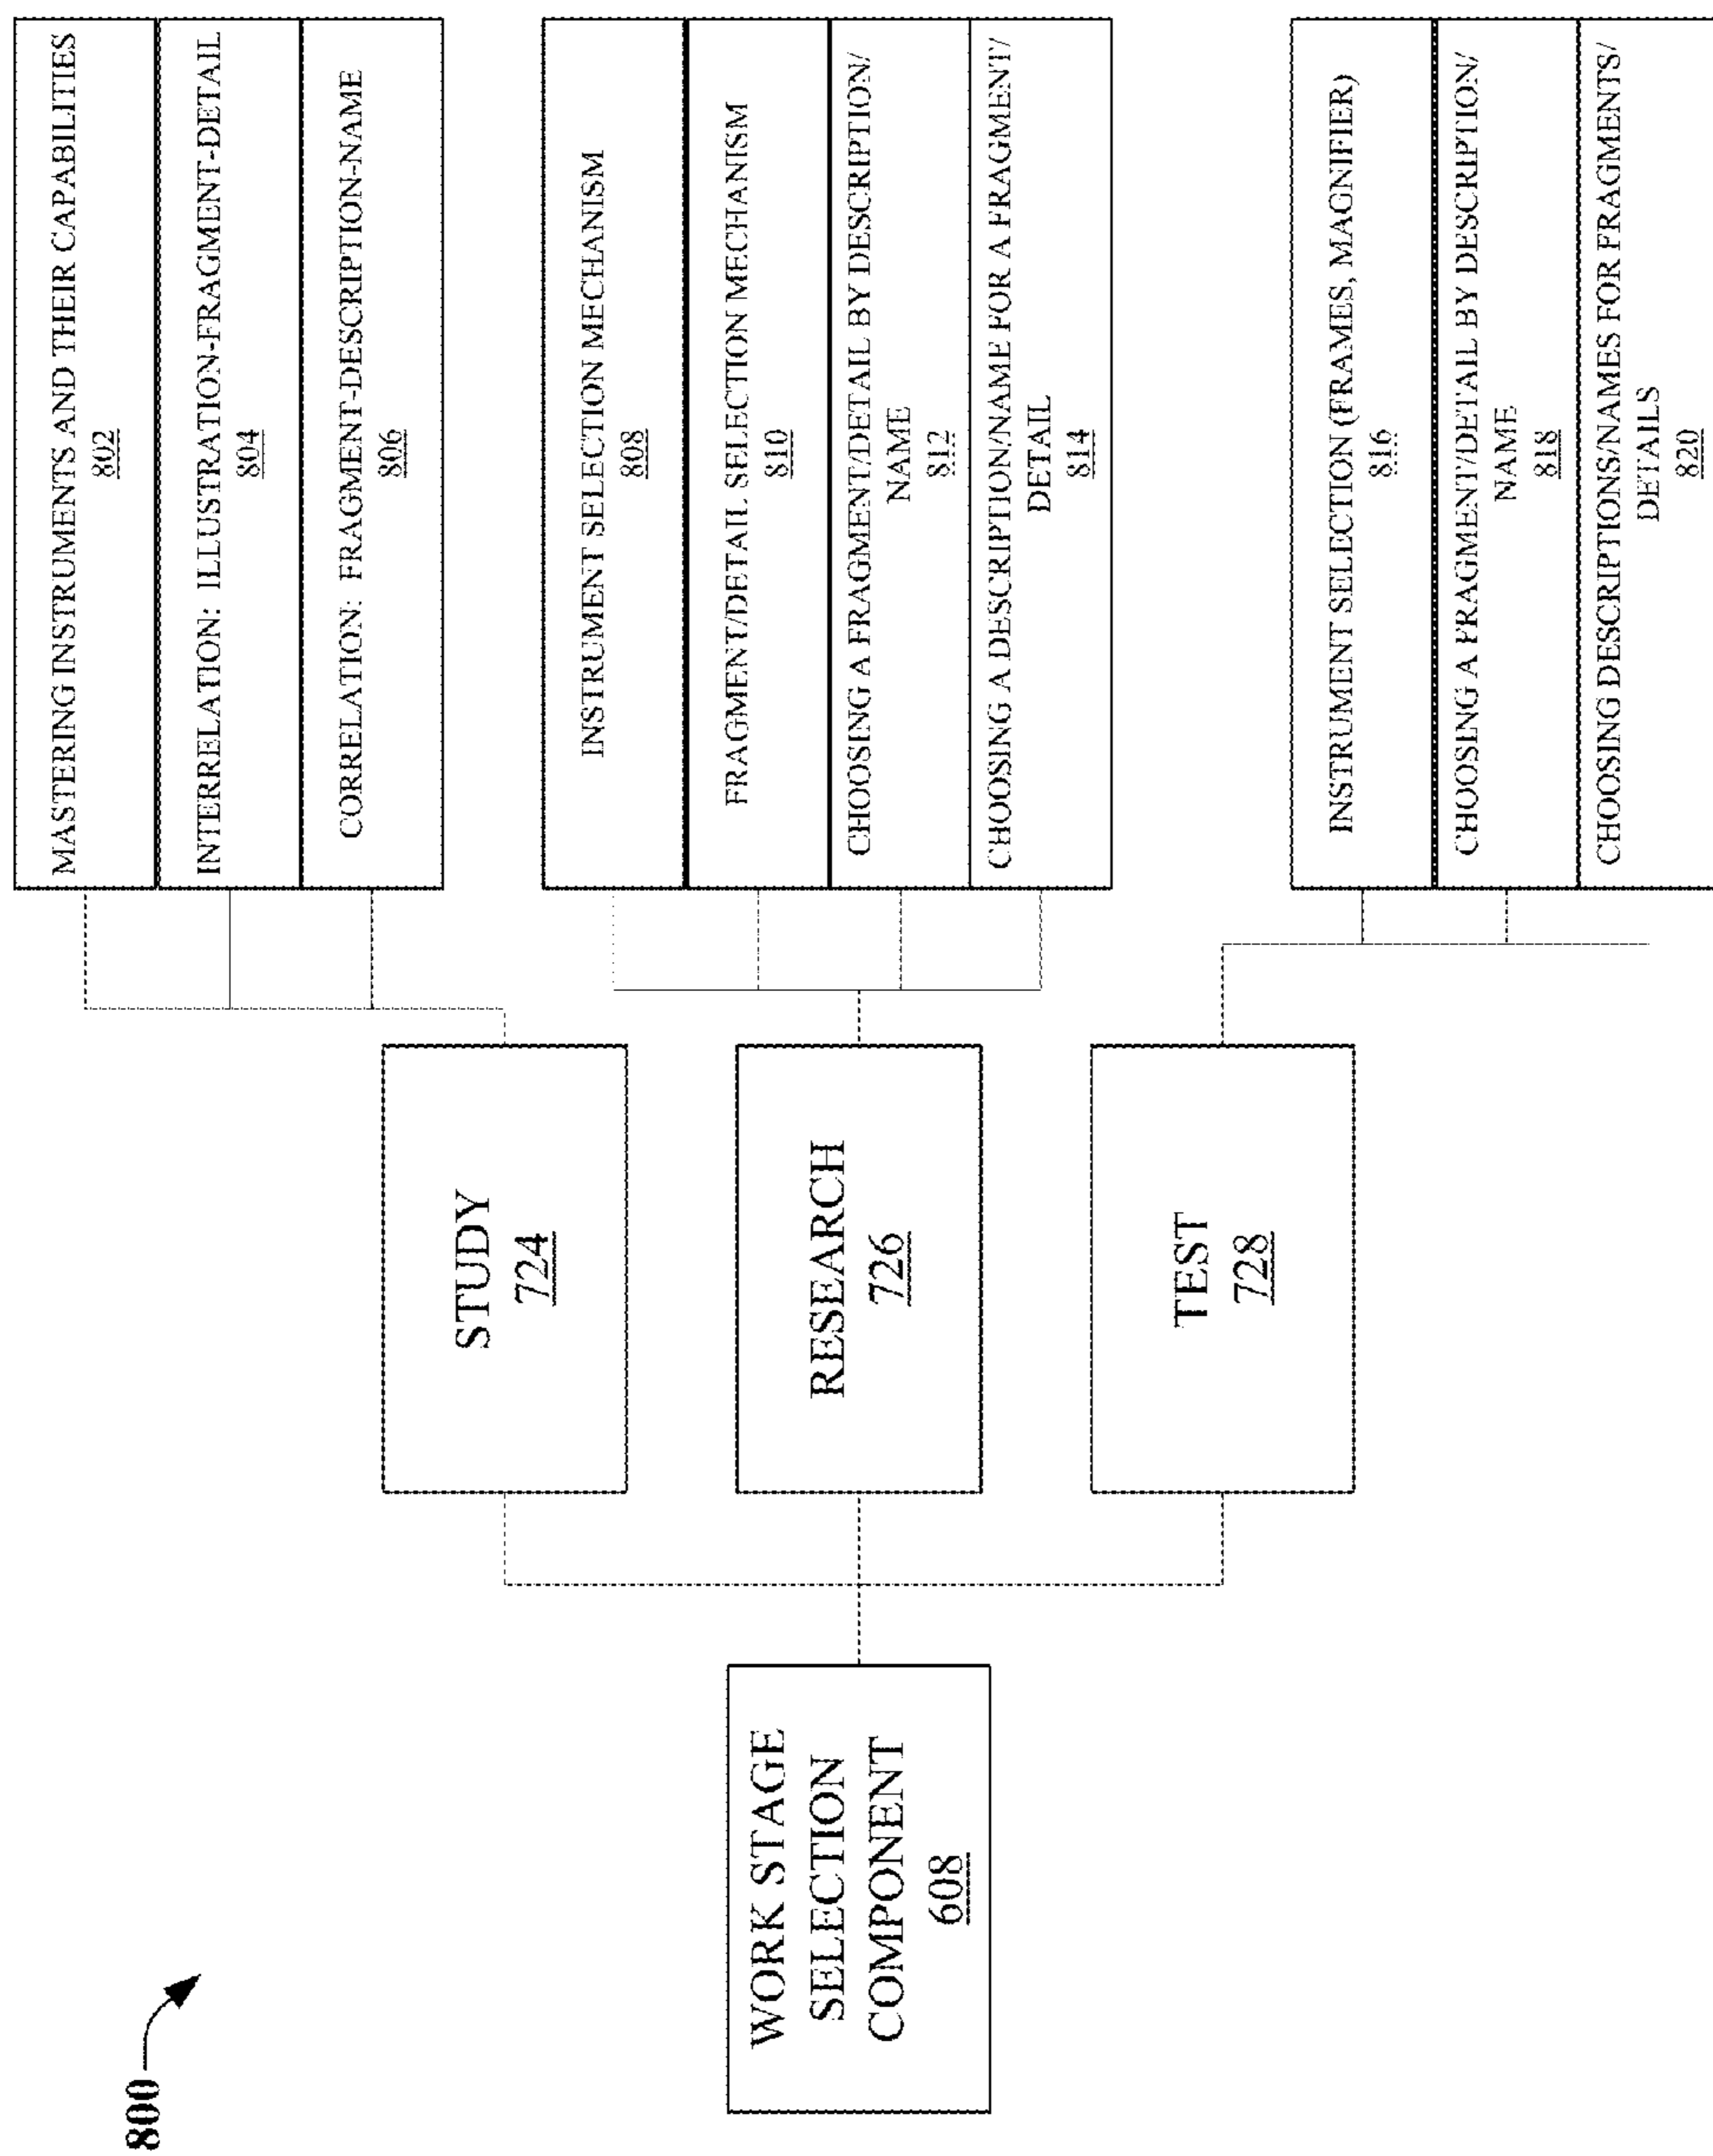 800
WORK STAGE
SELECTION
COMPONENT
608
STUDY
724
RESEARCH
726
TEST
728
MASTERING INSTRUMENTS AND THEIR CAPABILITIES
802
INTERRELATION: ILLUSTRATION-FRAGMENT-DETAIL
804
CORRELATION: FRAGMENT-DESCRIPTION-NAME
806
INSTRUMENT SELECTION MECHANISM
808
FRAGMENT/DETAIL SELECTION MECHANISM
810
CHOOSING A FRAGMENT/DETAIL BY DESCRIPTION/
NAME
812
CHOOSING A DESCRIPTION/NAME FOR A FRAGMENT/
DETAIL
814
INSTRUMENT SELECTION (FRAMES, MAGNIFIER)
816
CHOOSING A FRAGMENT/DETAIL BY DESCRIPTION/
NAME
818
CHOOSING DESCRIPTIONS/NAMES FOR FRAGMENTS/
DETAILS
820